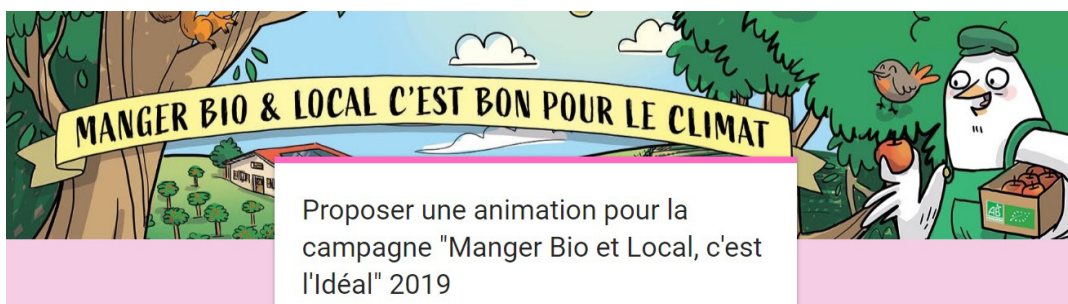 MANGER BIO & LOCAL C'EST BON POUR LE CLIMAT
AB
Proposer une animation pour la
campagne "Manger Bio et Local, c'est
l'Idéal" 2019